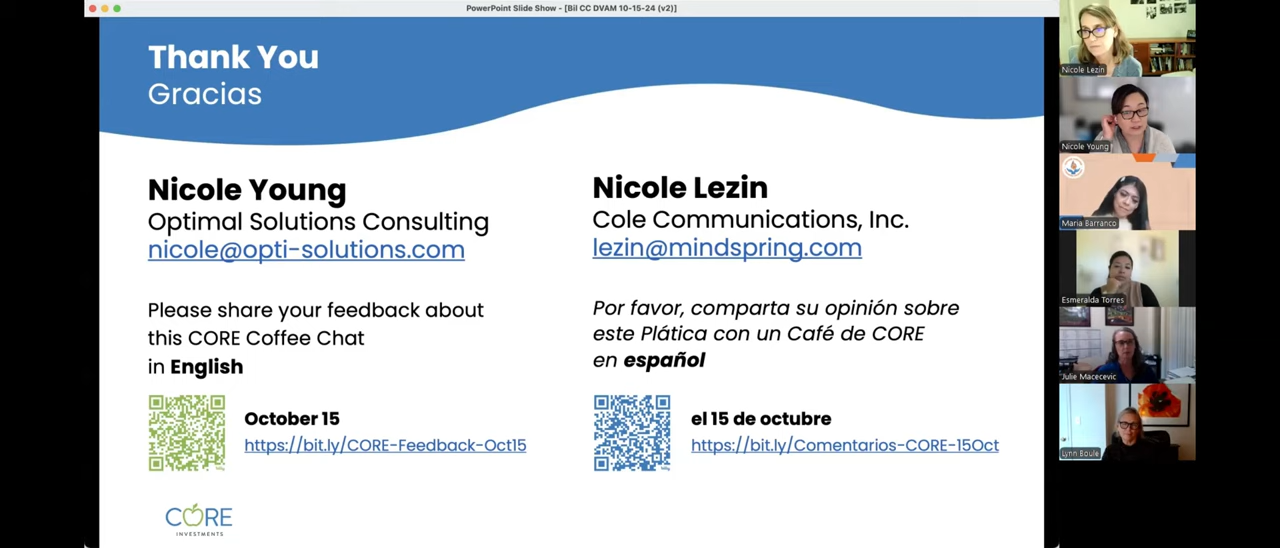 PowerPoint Slide Show - [Bil CC DVAM 10-15-24 (v2)]
Thank You
Gracias
Nicole Young
Optimal Solutions Consulting
nicole@opti-solutions.com
Please share your feedback about
this CORE Coffee Chat
in English
October 15
https://bit.ly/CORE-Feedback-Oct15
Nicole Lezin
Cole Communications, Inc.
lezin@mindspring.com
Por favor, comparta su opinión sobre
este Plática con un Café de CORE
en español
el 15 de octubre
https://bit.ly/Comentarios-CORE-15Oct
CORE
INVESTMENTS
Nicole Lezin
Nicole Young
Maria Barranco
Esmeralda Torres
Julie Macecevic
Lynn Boule